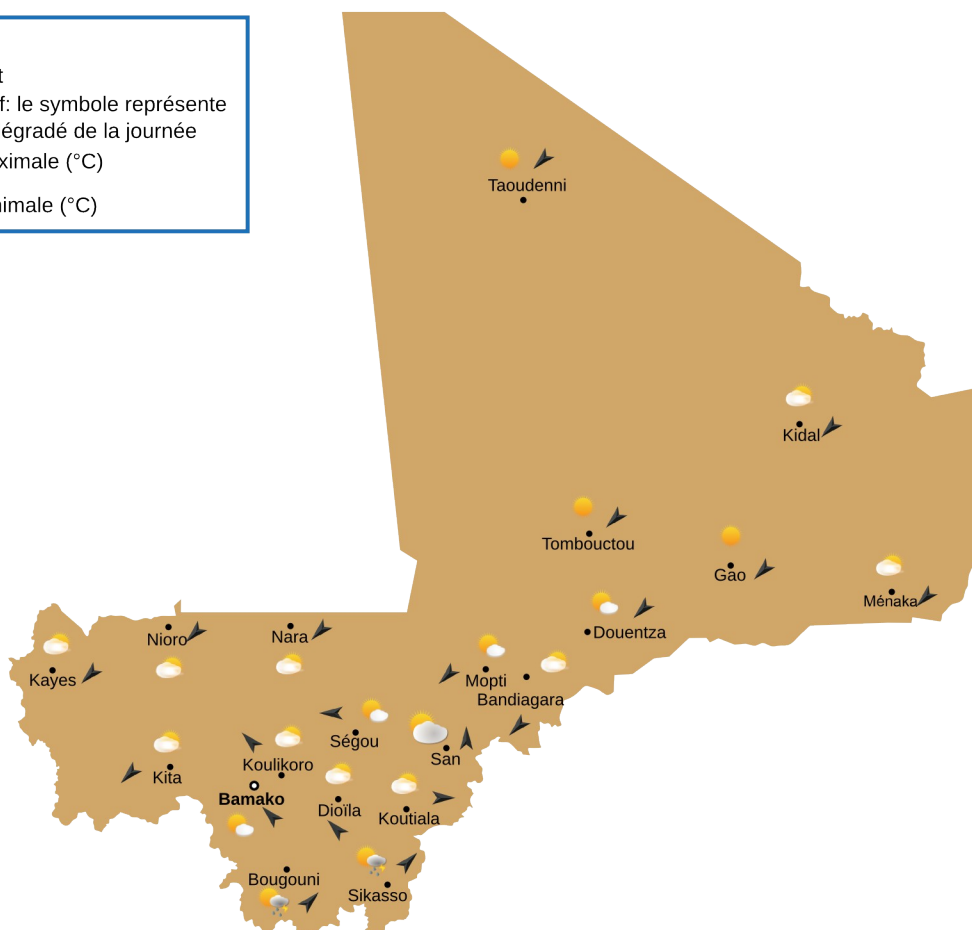 t
f: le symbole représente
égradé de la journée
ximale (°C)
imale (°C)
Taoudenni
Kidal
Tombouctou
Gao
Ménaka
Douentza
Nioro
Nara
Kayes
Mopti
Bandiagara
Ségou
San
Koulikoro
Kita
Bamako
Dioïla
Koutiala
Bougouni
Sikasso